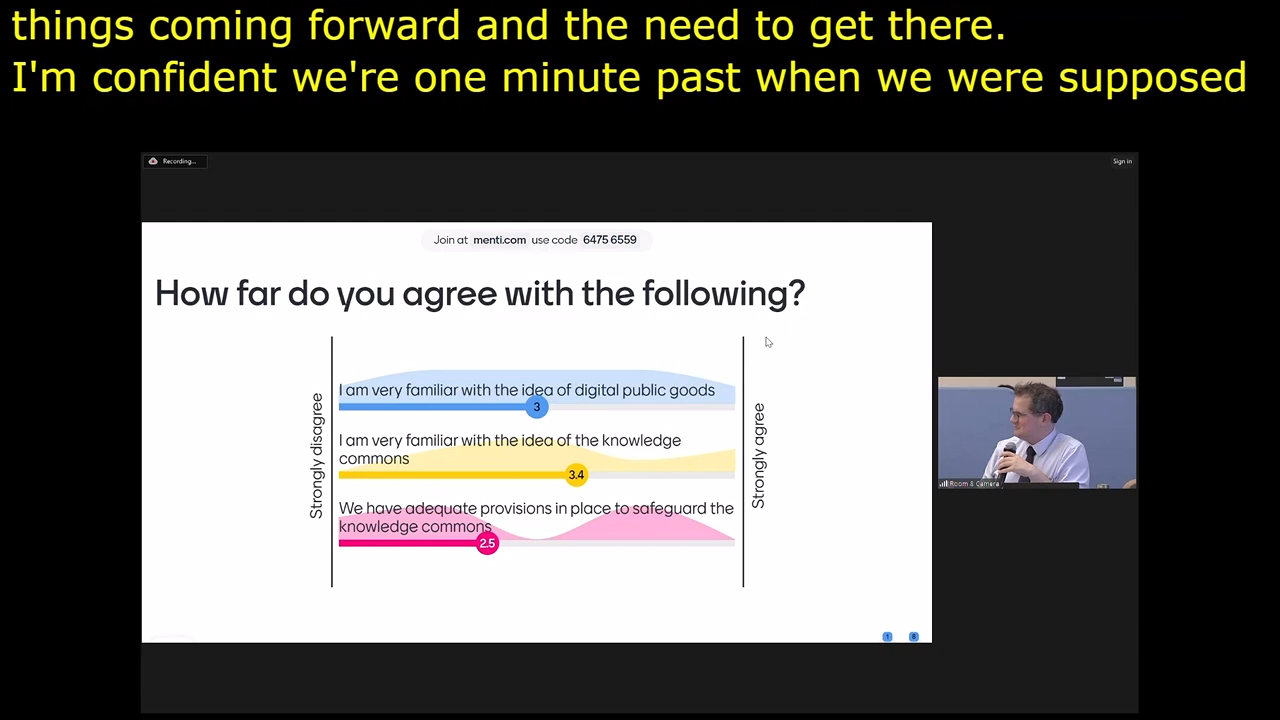 things coming forward and the need to get there.
I'm confident we're one minute past when we were supposed
Recording...
Sign in
Join at menti.com use code 6475 6559
How far do you agree with the following?
Strongly disagree
I am very familiar with the idea of digital public goods
3
I am very familiar with the idea of the knowledge
commons
3.4
We have adequate provisions in place to safeguard the
knowledge commons
2.5
Strongly agree
Room 8 Camera
1
8